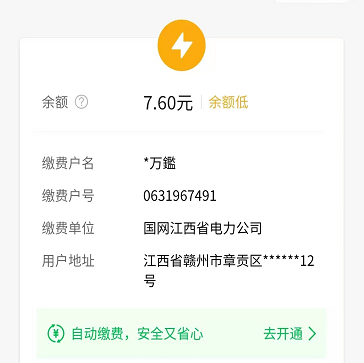 余额 ? 7.60元 余额低
缴费户名 *万鑑
缴费户号 0631967491
缴费单位 国网江西省电力公司
用户地址 江西省赣州市章贡区******12
号
¥ 自动缴费，安全又省心 去开通